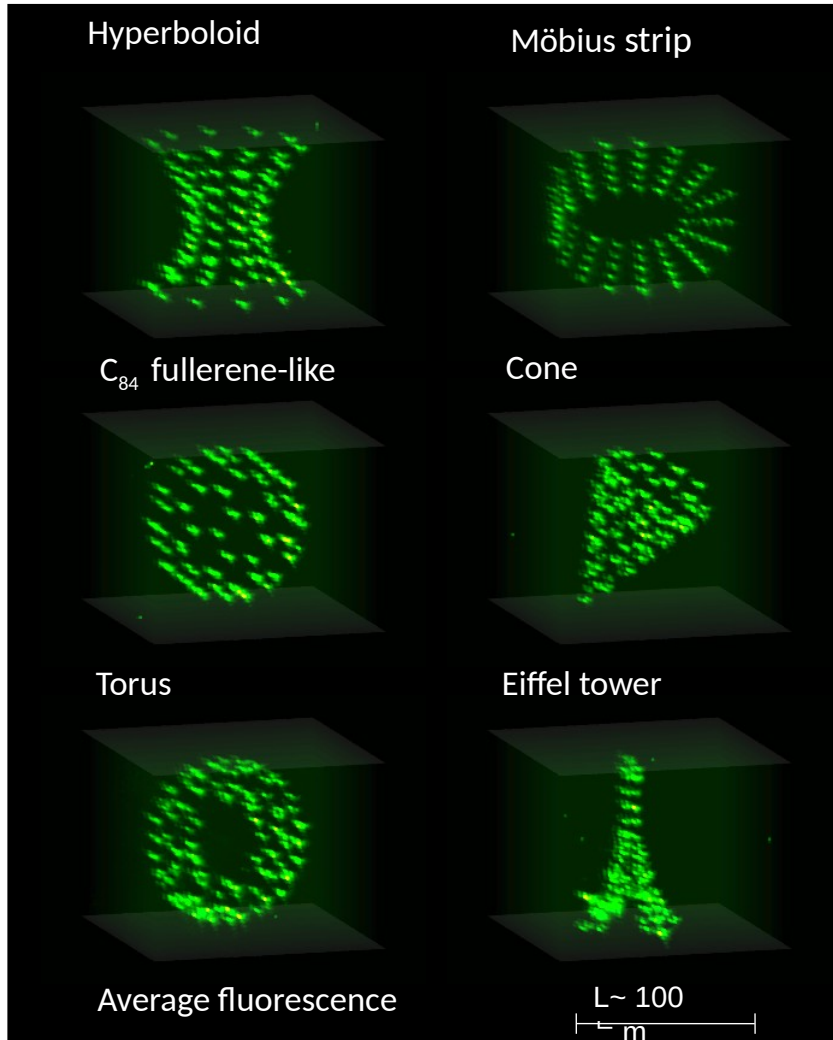 Hyperboloid
Möbius strip
C₈₄ fullerene-like
Cone
Torus
Eiffel tower
Average fluorescence
L~ 100
m